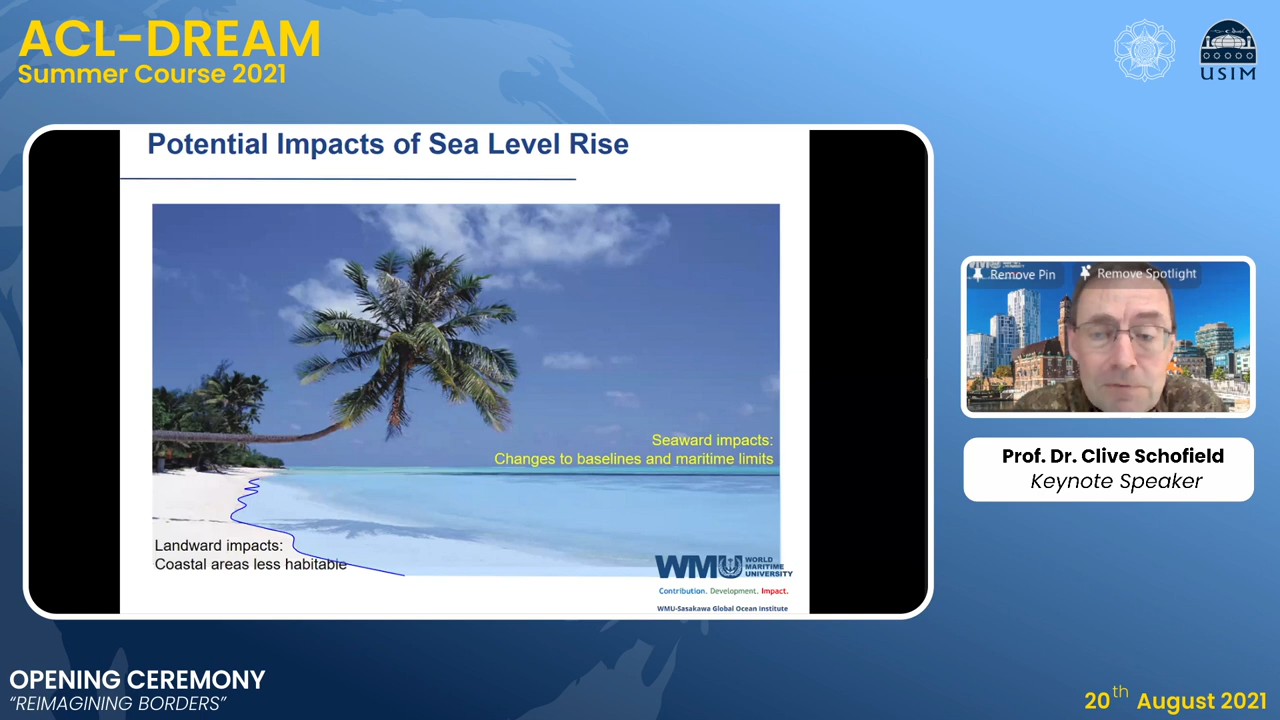 ACL-DREAM
Summer Course 2021
USIM
Potential Impacts of Sea Level Rise
Seaward impacts:
Changes to baselines and maritime limits
Landward impacts:
Coastal areas less habitable
WMU WORLD
MARITIME
UNIVERSITY
Contribution. Development. Impact.
WMU-Sasakawa Global Ocean Institute
Remove Pin
Remove Spotlight
Prof. Dr. Clive Schofield
Keynote Speaker
OPENING CEREMONY
“REIMAGINING BORDERS”
20th August 2021